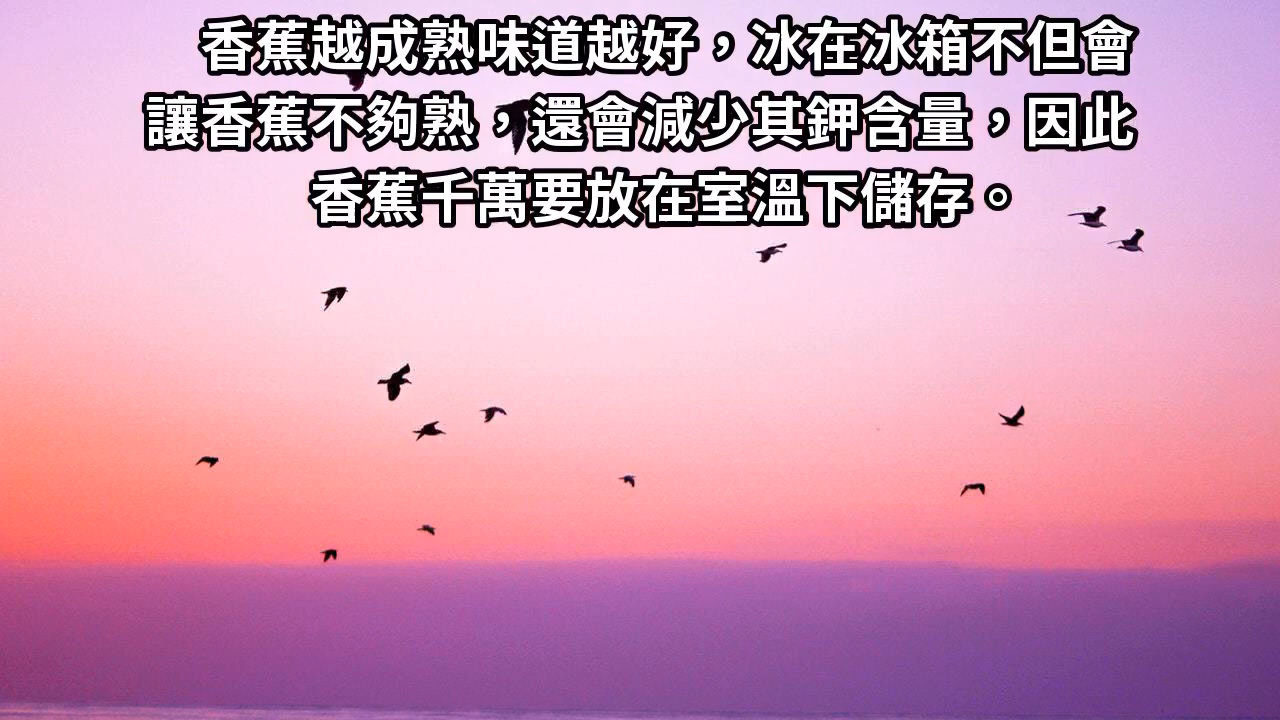 香蕉越成熟味道越好，冰在冰箱不但會
讓香蕉不夠熟，還會減少其鉀含量，因此
香蕉千萬要放在室溫下儲存。